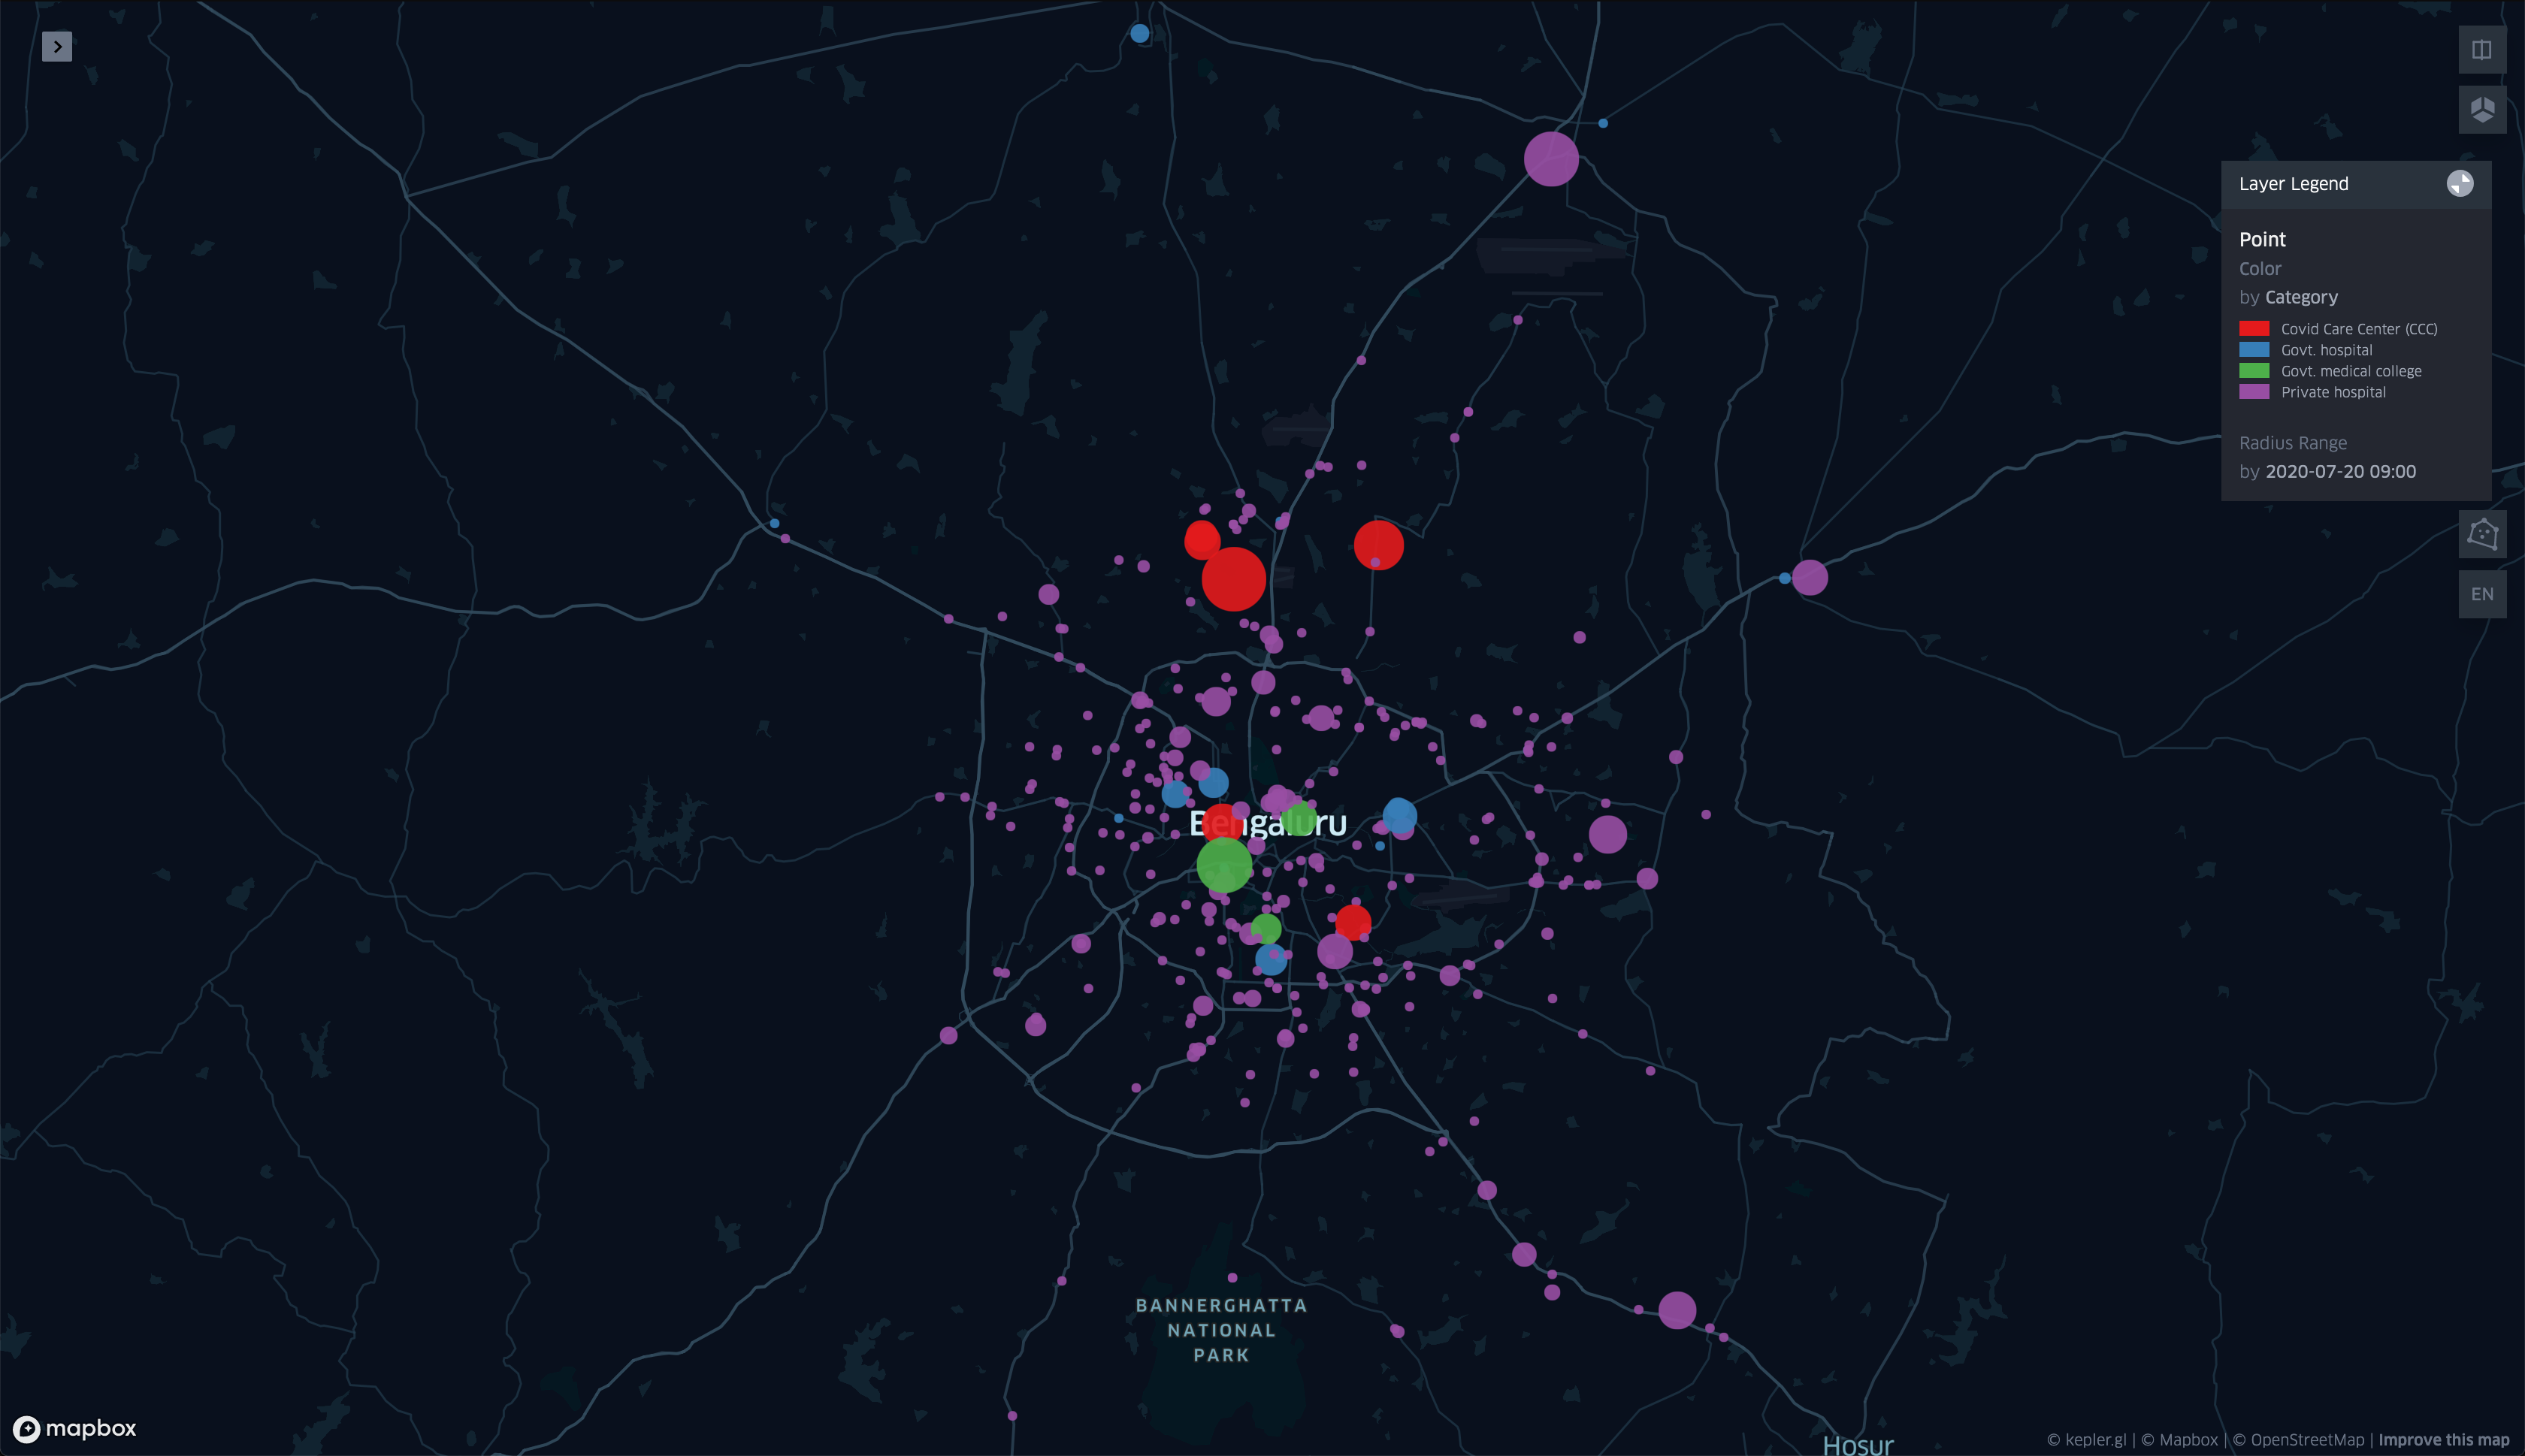 Layer Legend
Point
Color
by Category
Covid Care Center (CCC)
Govt. hospital
Govt. medical college
Private hospital
Radius Range
by 2020-07-20 09:00
EN
Bengaluru
BANNERGHATTA
NATIONAL
PARK
Hosur
mapbox
© kepler.gl | © Mapbox | © OpenStreetMap | Improve this map